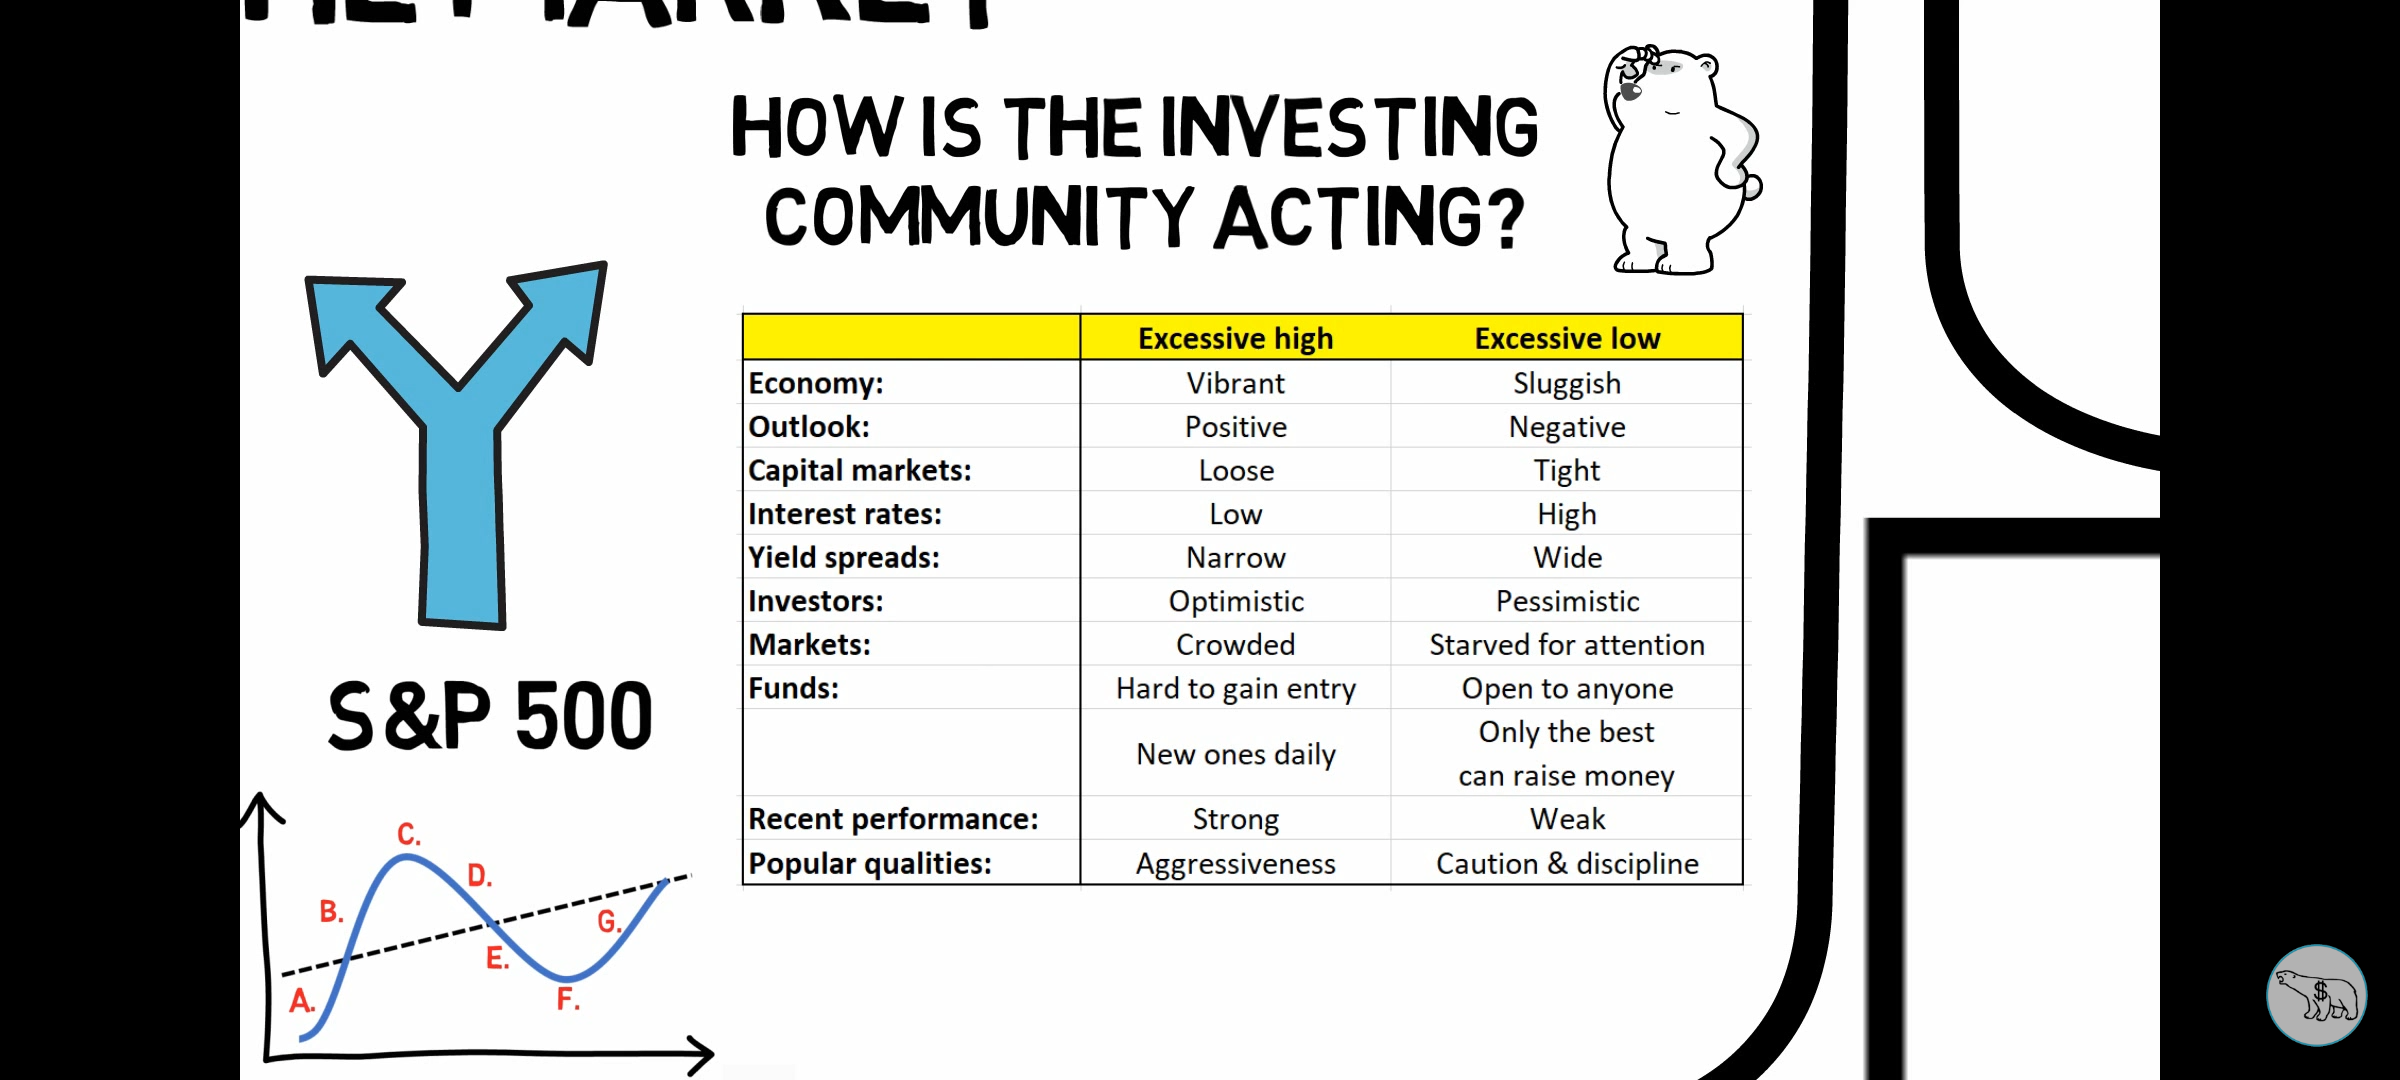 HOW IS THE INVESTING
COMMUNITY ACTING?
Excessive high Excessive low
Economy: Vibrant Sluggish
Outlook: Positive Negative
Capital markets: Loose Tight
Interest rates: Low High
Yield spreads: Narrow Wide
Investors: Optimistic Pessimistic
Markets: Crowded Starved for attention
Funds: Hard to gain entry Open to anyone
New ones daily Only the best
can raise money
Recent performance: Strong Weak
Popular qualities: Aggressiveness Caution & discipline
S&P 500
C.
D.
B.
G.
E.
A.
F.
$